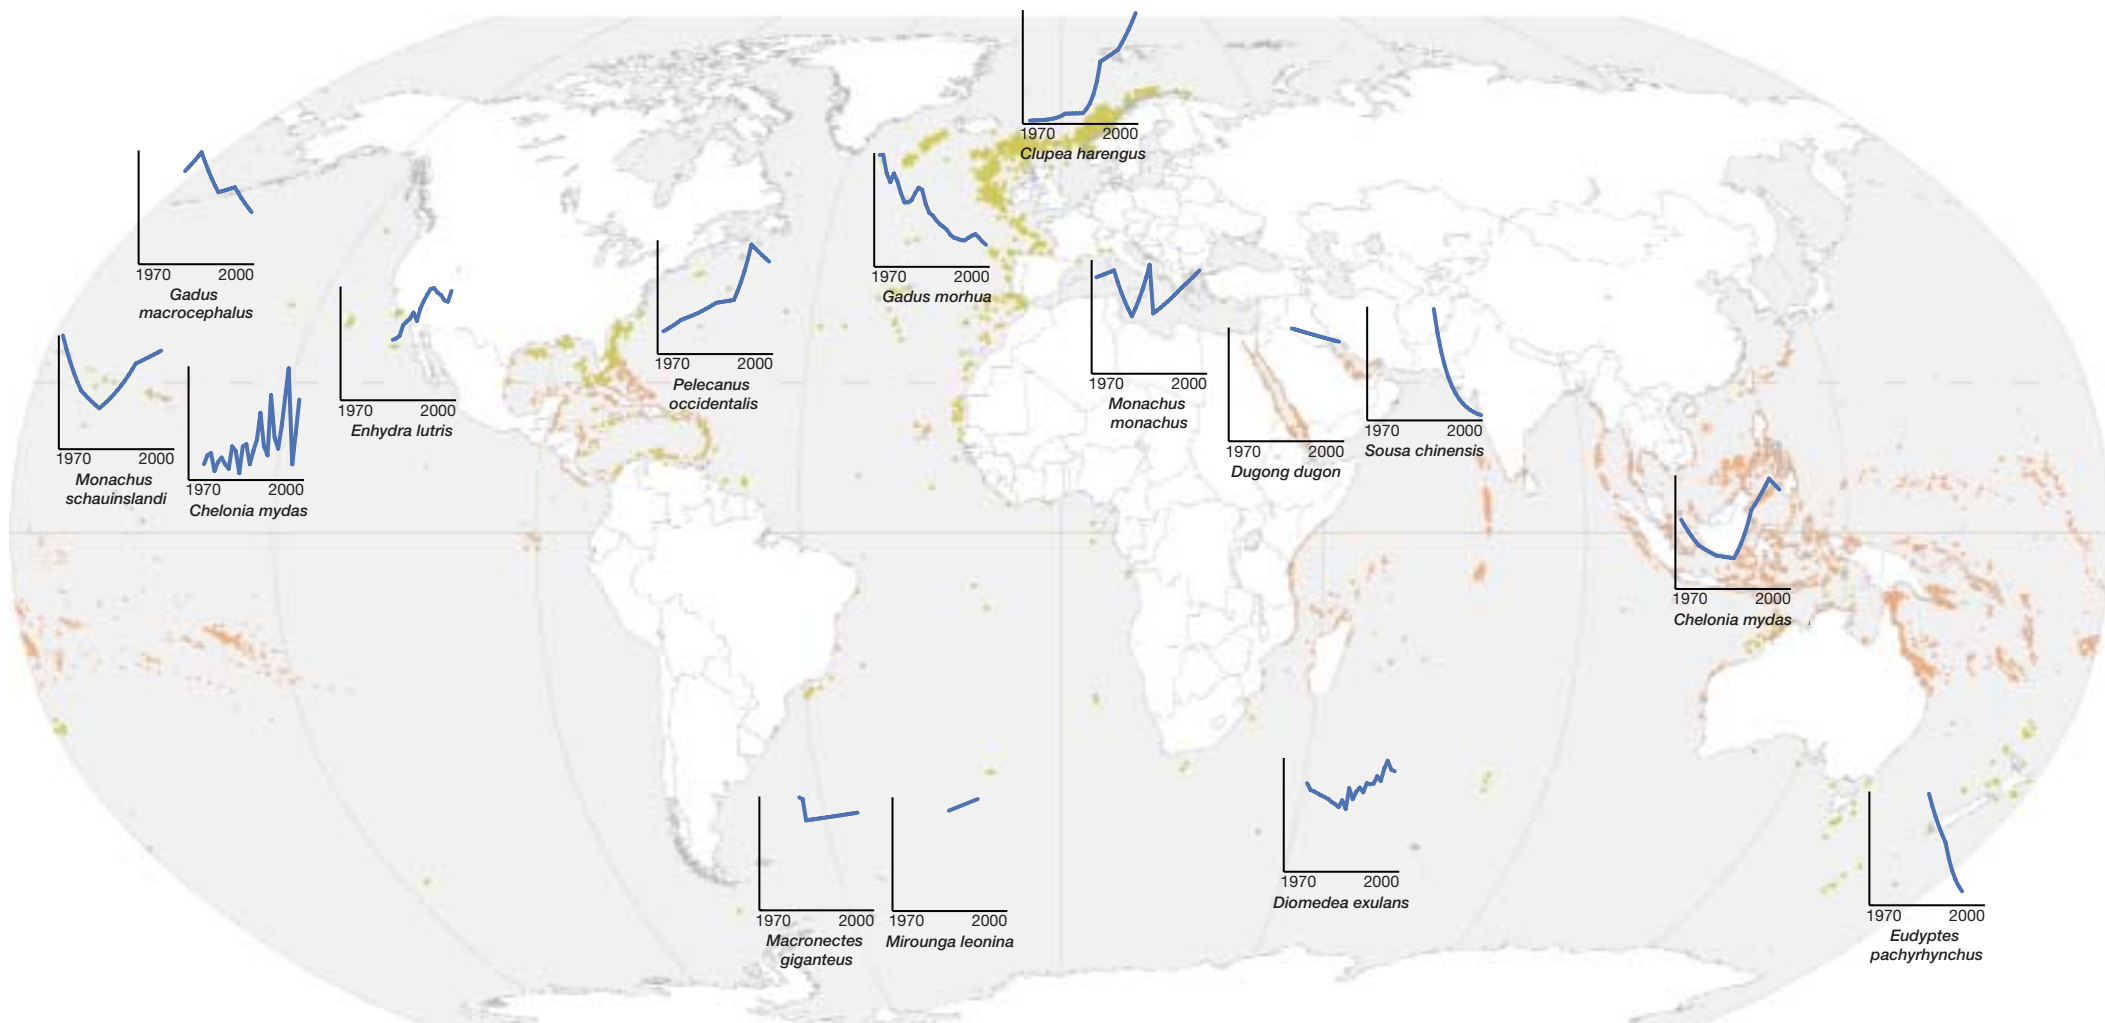 1970 2000
Clupea harengus
1970 2000
Gadus
macrocephalus
1970 2000
Gadus morhua
1970 2000
Pelecanus
occidentalis
1970 2000
Enhydra lutris
1970 2000
Monachus
schauinslandi
1970 2000
Chelonia mydas
1970 2000
Monachus
monachus
1970 2000
Dugong dugon
1970 2000
Sousa chinensis
1970 2000
Chelonia mydas
1970 2000
Macronectes
giganteus
1970 2000
Mirounga leonina
1970 2000
Diomedea exulans
1970 2000
Eudyptes
pachyrhynchus